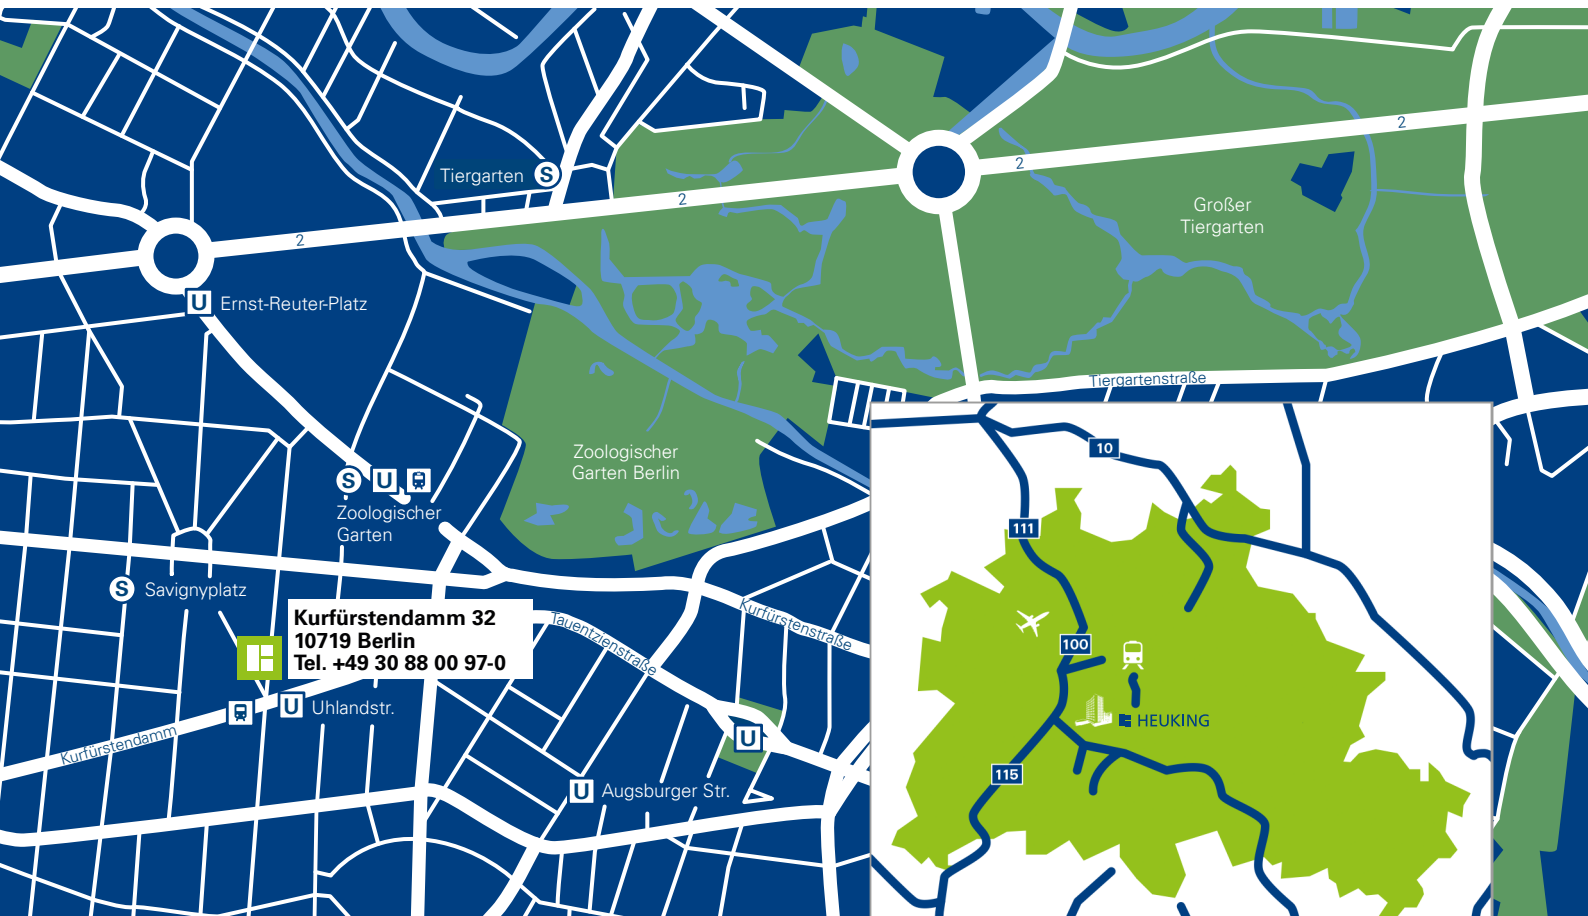 2
2
Tiergarten
S
2
2
Großer
Tiergarten
U
Ernst-Reuter-Platz
Tiergartenstraße
Zoologischer
Garten Berlin
S
U
Zoologischer
Garten
S
Savignyplatz
Kurfürstendamm 32
10719 Berlin
Tel. +49 30 88 00 97-0
Tauentzienstraße
Kurfürstenstraße
U
Uhlandstr.
Kurfürstendamm
U
U
Augsburger Str.
10
111
100
HEUKING
115